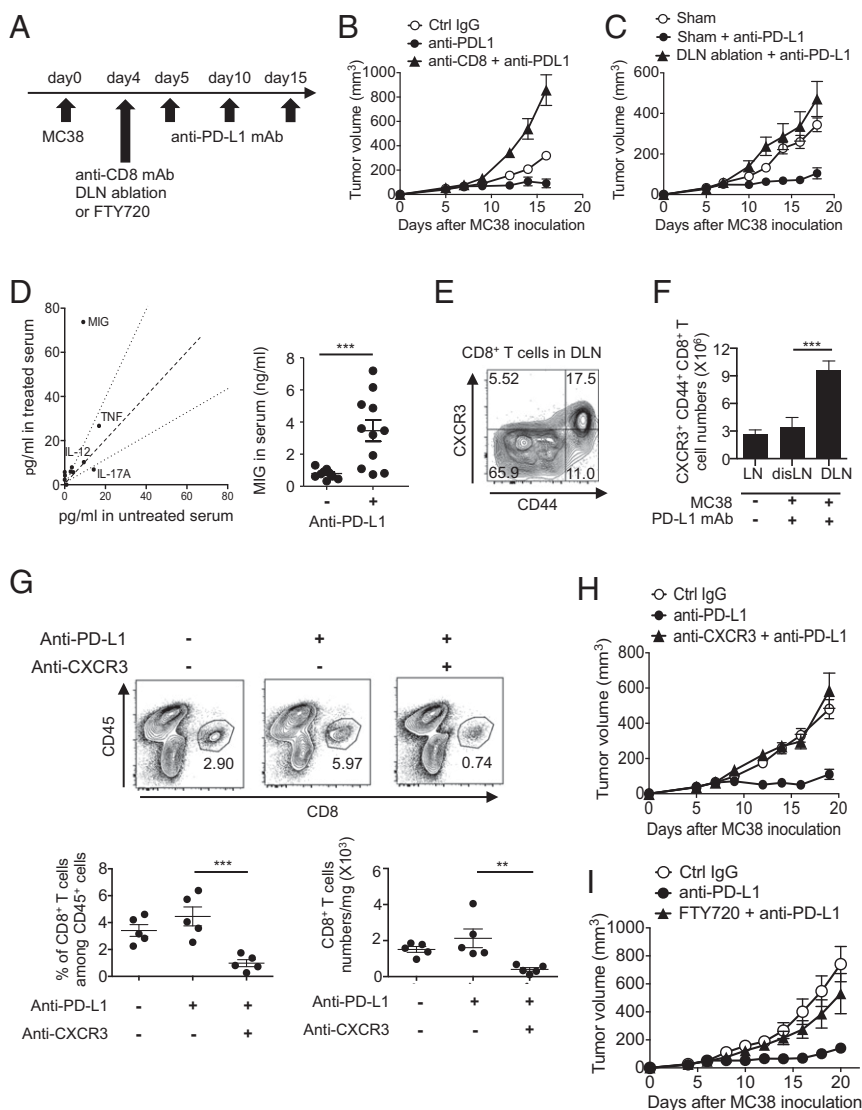 A
day0 day4 day5 day10 day15
MC38
anti-PD-L1 mAb
anti-CD8 mAb
DLN ablation
or FTY720
B
Ctrl IgG
anti-PDL1
anti-CD8 + anti-PDL1
Tumor volume (mm³)
1000
800
600
400
200
0
0 5 10 15 20
Days after MC38 inoculation
C
Sham
Sham + anti-PD-L1
DLN ablation + anti-PD-L1
Tumor volume (mm³)
600
400
200
0
0 5 10 15 20
Days after MC38 inoculation
D
pg/ml in treated serum
80
60
40
20
0
MIG
TNF
IL-12
IL-17A
0 20 40 60 80
pg/ml in untreated serum
MIG in serum (ng/ml)
8
6
4
2
0
***
- +
Anti-PD-L1
E
CD8⁺ T cells in DLN
CXCR3
5.52 17.5
65.9 11.0
CD44
F
CXCR3⁺ CD44⁺ CD8⁺ T
cell numbers (X10⁶)
12
9
6
3
0
***
LN disLN DLN
MC38 - + +
PD-L1 mAb - + +
G
Anti-PD-L1 - + +
Anti-CXCR3 - - +
CD45
2.90 5.97 0.74
CD8
% of CD8⁺ T cells
among CD45⁺ cells
8
6
4
2
0
***
Anti-PD-L1 - + +
Anti-CXCR3 - - +
CD8⁺ T cells
numbers/mg (X10³)
6
4
2
0
**
Anti-PD-L1 - + +
Anti-CXCR3 - - +
H
Ctrl IgG
anti-PD-L1
anti-CXCR3 + anti-PD-L1
Tumor volume (mm³)
800
600
400
200
0
0 5 10 15 20
Days after MC38 inoculation
I
Ctrl IgG
anti-PD-L1
FTY720 + anti-PD-L1
Tumor volume (mm³)
1000
800
600
400
200
0
0 5 10 15 20
Days after MC38 inoculation